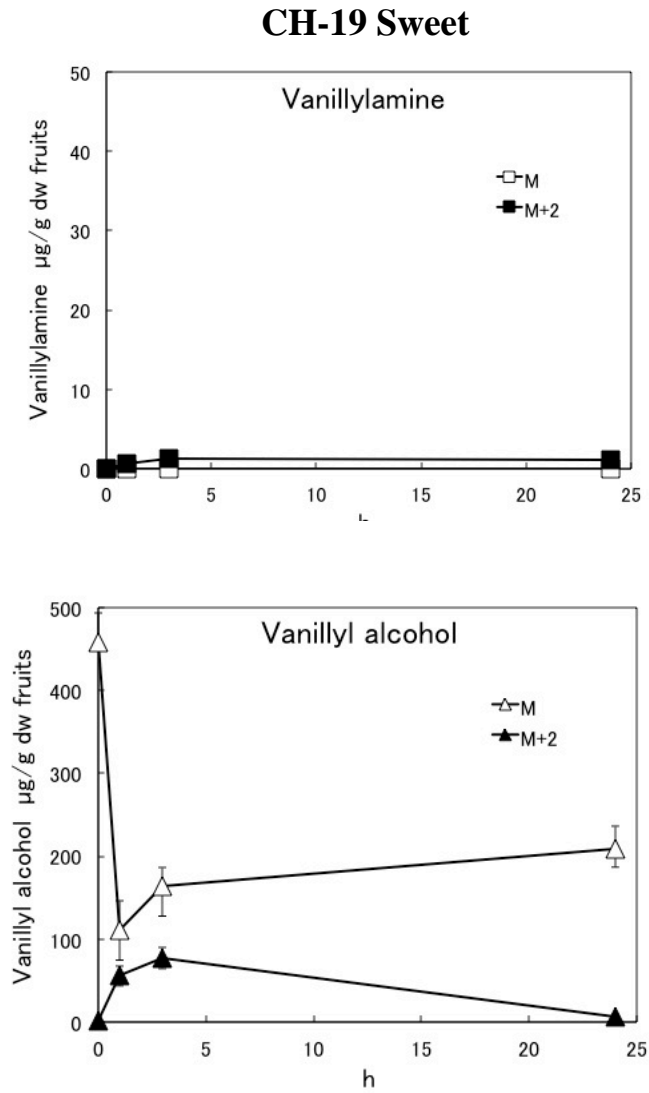 CH-19 Sweet
Vanillylamine
Vanillylamine μg/g dw fruits
50
40
30
20
10
0
M
M+2
0 5 10 15 20 25
Vanillyl alcohol
Vanillyl alcohol μg/g dw fruits
500
400
300
200
100
0
M
M+2
0 5 10 15 20 25
h